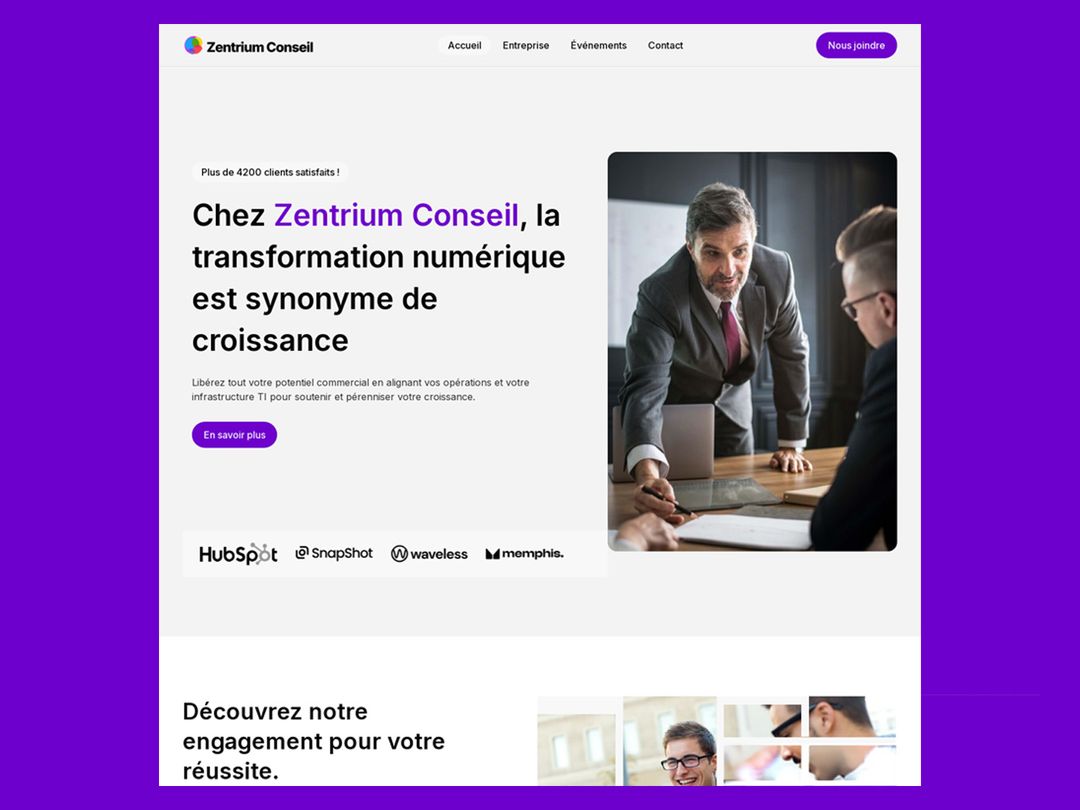 Zentrium Conseil
Accueil
Entreprise
Événements
Contact
Nous joindre
Plus de 4200 clients satisfaits !
Chez Zentrium Conseil, la
transformation numérique
est synonyme de
croissance
Libérez tout votre potentiel commercial en alignant vos opérations et votre
infrastructure TI pour soutenir et pérenniser votre croissance.
En savoir plus
HubSpot
SnapShot
waveless
memphis.
Découvrez notre
engagement pour votre
réussite.